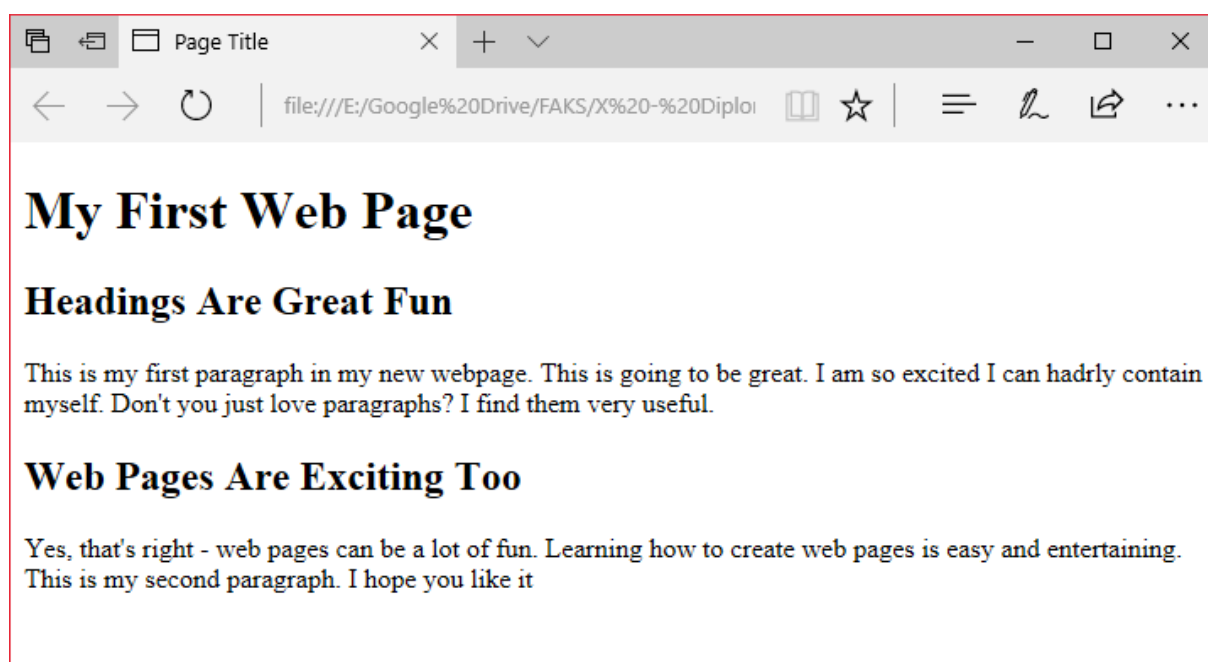 Page Title
file:///E:/Google%20Drive/FAKS/X%20-%20Diplo
My First Web Page
Headings Are Great Fun
This is my first paragraph in my new webpage. This is going to be great. I am so excited I can hadrly contain
myself. Don't you just love paragraphs? I find them very useful.
Web Pages Are Exciting Too
Yes, that's right - web pages can be a lot of fun. Learning how to create web pages is easy and entertaining.
This is my second paragraph. I hope you like it